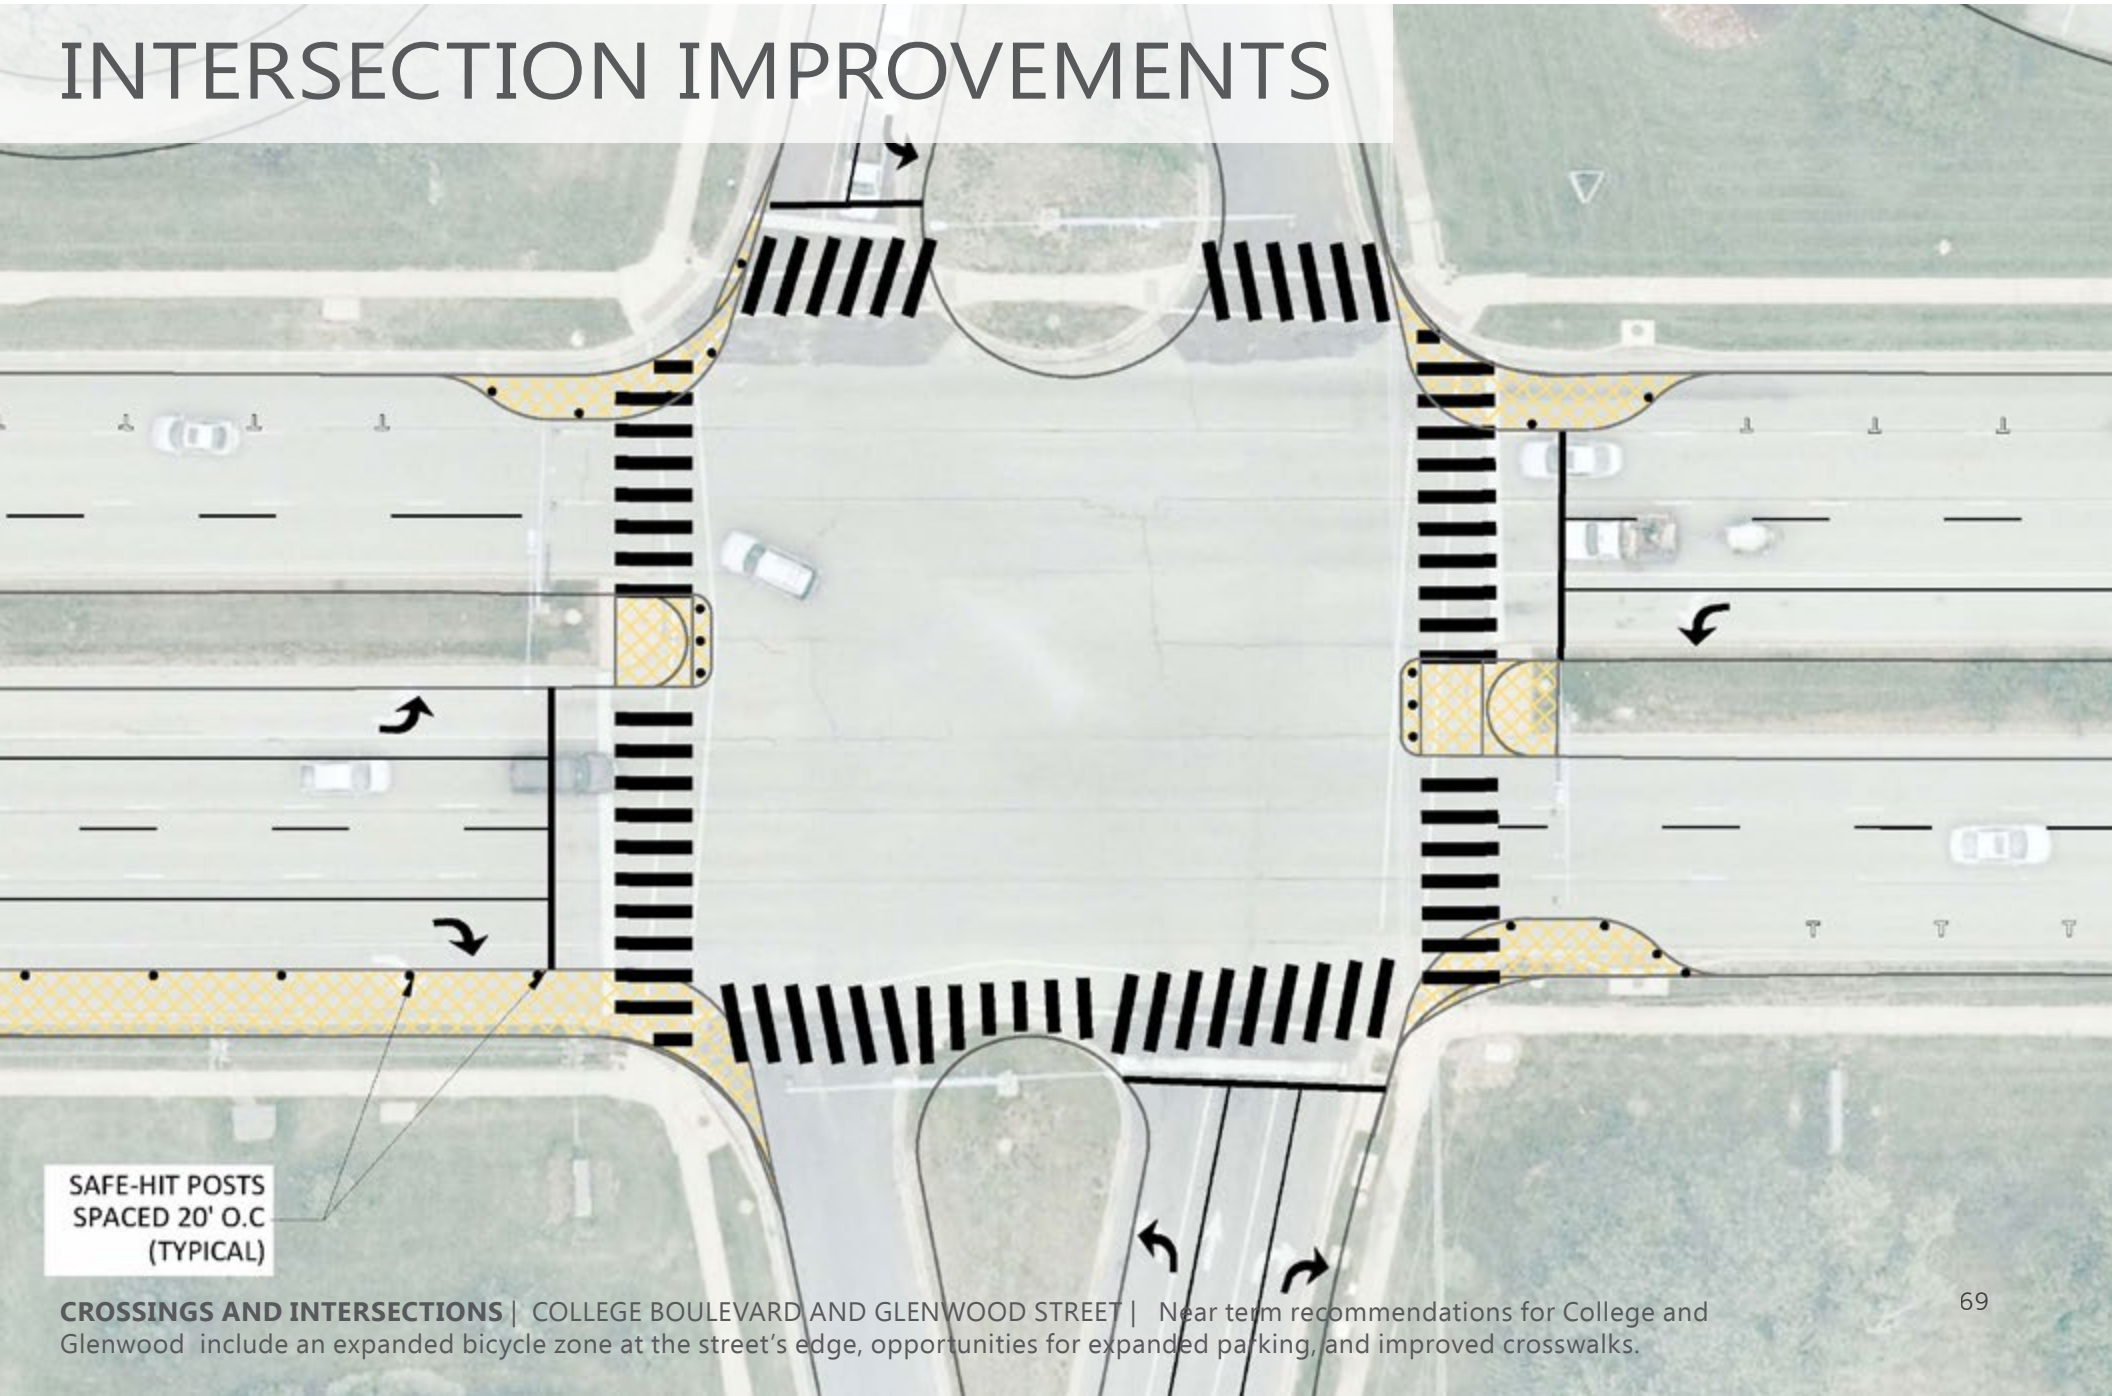 INTERSECTION IMPROVEMENTS
SAFE-HIT POSTS
SPACED 20' O.C
(TYPICAL)
CROSSINGS AND INTERSECTIONS | COLLEGE BOULEVARD AND GLENWOOD STREET | Near term recommendations for College and
Glenwood include an expanded bicycle zone at the street’s edge, opportunities for expanded parking, and improved crosswalks.
69